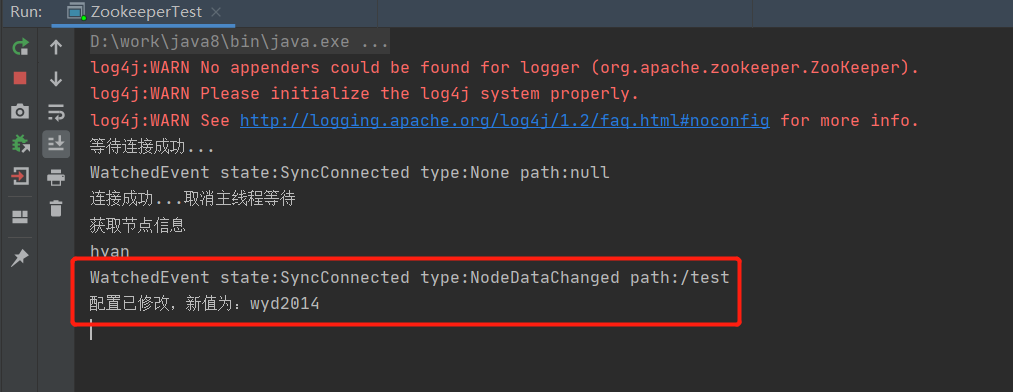 Run: ZookeeperTest
D:\work\java8\bin\java.exe ...
log4j:WARN No appenders could be found for logger (org.apache.zookeeper.ZooKeeper).
log4j:WARN Please initialize the log4j system properly.
log4j:WARN See http://logging.apache.org/log4j/1.2/faq.html#noconfig for more info.
等待连接成功...
WatchedEvent state:SyncConnected type:None path:null
连接成功...取消主线程等待
获取节点信息
hyan
WatchedEvent state:SyncConnected type:NodeDataChanged path:/test
配置已修改，新值为：wyd2014